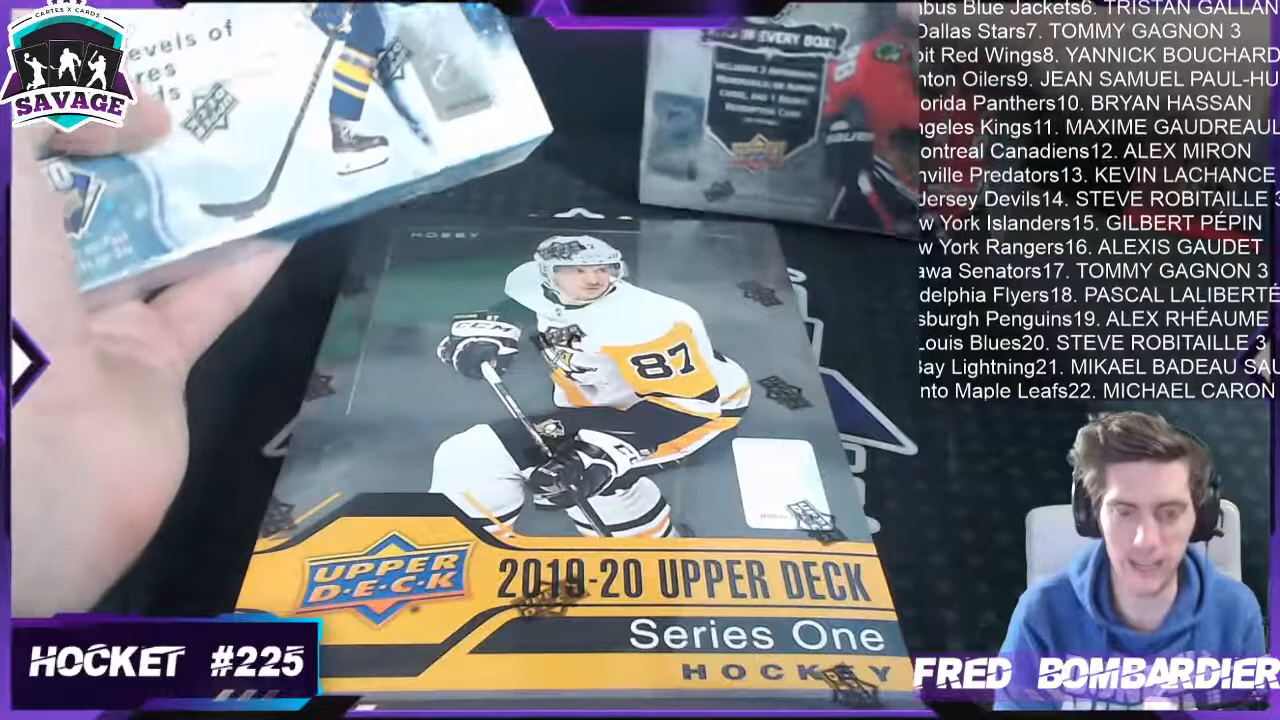 CARTES X CARDS
SAVAGE
evels of
res
ds
IN EVERY BOX!
HOCKEY
CCM
87
UPPER
D·E·C·K
2019-20 UPPER DECK
Series One
HOCKEY
HOCKET #225
FRED BOMBARDIER
mbus Blue Jackets6. TRISTAN GALLAN
Dallas Stars7. TOMMY GAGNON 3
oit Red Wings8. YANNICK BOUCHARD
nton Oilers9. JEAN SAMUEL PAUL-HU
orida Panthers10. BRYAN HASSAN
ngeles Kings11. MAXIME GAUDREAUL
ontreal Canadiens12. ALEX MIRON
nville Predators13. KEVIN LACHANCE
Jersey Devils14. STEVE ROBITAILLE 3
w York Islanders15. GILBERT PÉPIN
w York Rangers16. ALEXIS GAUDET
awa Senators17. TOMMY GAGNON 3
delphia Flyers18. PASCAL LALIBERTÉ
sburgh Penguins19. ALEX RHÉAUME
Louis Blues20. STEVE ROBITAILLE 3
Bay Lightning21. MIKAEL BADEAU SAU
nto Maple Leafs22. MICHAEL CARON